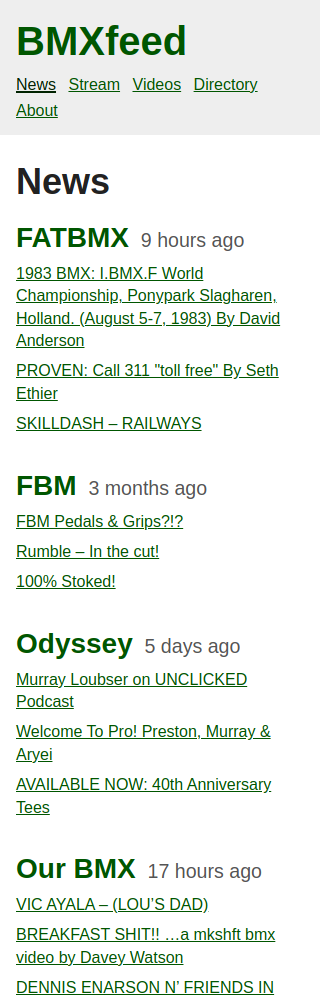 BMXfeed
News Stream Videos Directory
About
News
FATBMX 9 hours ago
1983 BMX: I.BMX.F World
Championship, Ponypark Slagharen,
Holland. (August 5-7, 1983) By David
Anderson
PROVEN: Call 311 "toll free" By Seth
Ethier
SKILLDASH – RAILWAYS
FBM 3 months ago
FBM Pedals & Grips?!?
Rumble – In the cut!
100% Stoked!
Odyssey 5 days ago
Murray Loubser on UNCLICKED
Podcast
Welcome To Pro! Preston, Murray &
Aryei
AVAILABLE NOW: 40th Anniversary
Tees
Our BMX 17 hours ago
VIC AYALA – (LOU’S DAD)
BREAKFAST SHIT!! …a mkshft bmx
video by Davey Watson
DENNIS ENARSON N’ FRIENDS IN